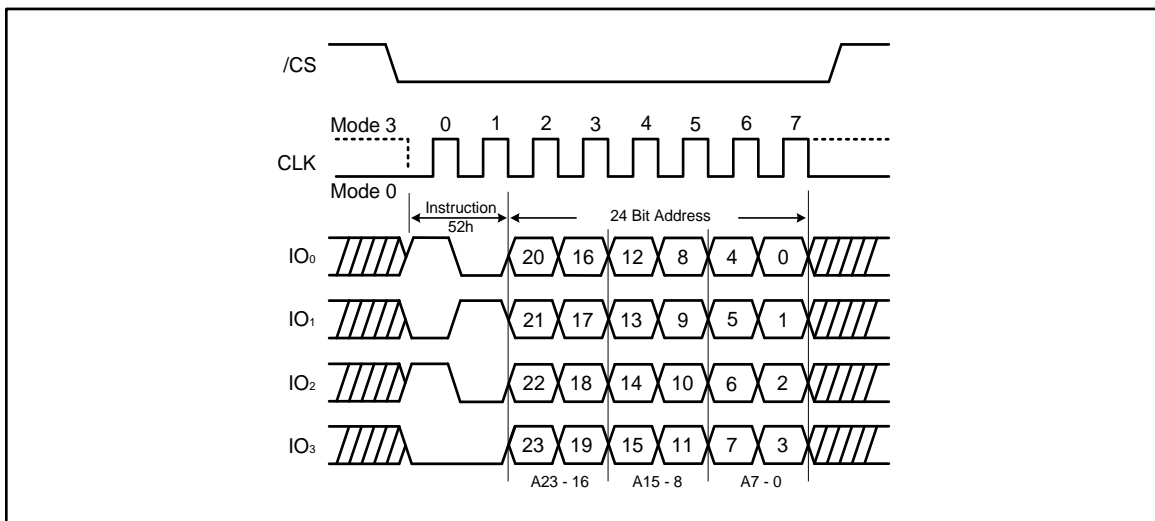 /CS
Mode 3 0 1 2 3 4 5 6 7
CLK
Mode 0
Instruction
52h
24 Bit Address
IO₀ 20 16 12 8 4 0
IO₁ 21 17 13 9 5 1
IO₂ 22 18 14 10 6 2
IO₃ 23 19 15 11 7 3
A23 - 16 A15 - 8 A7 - 0